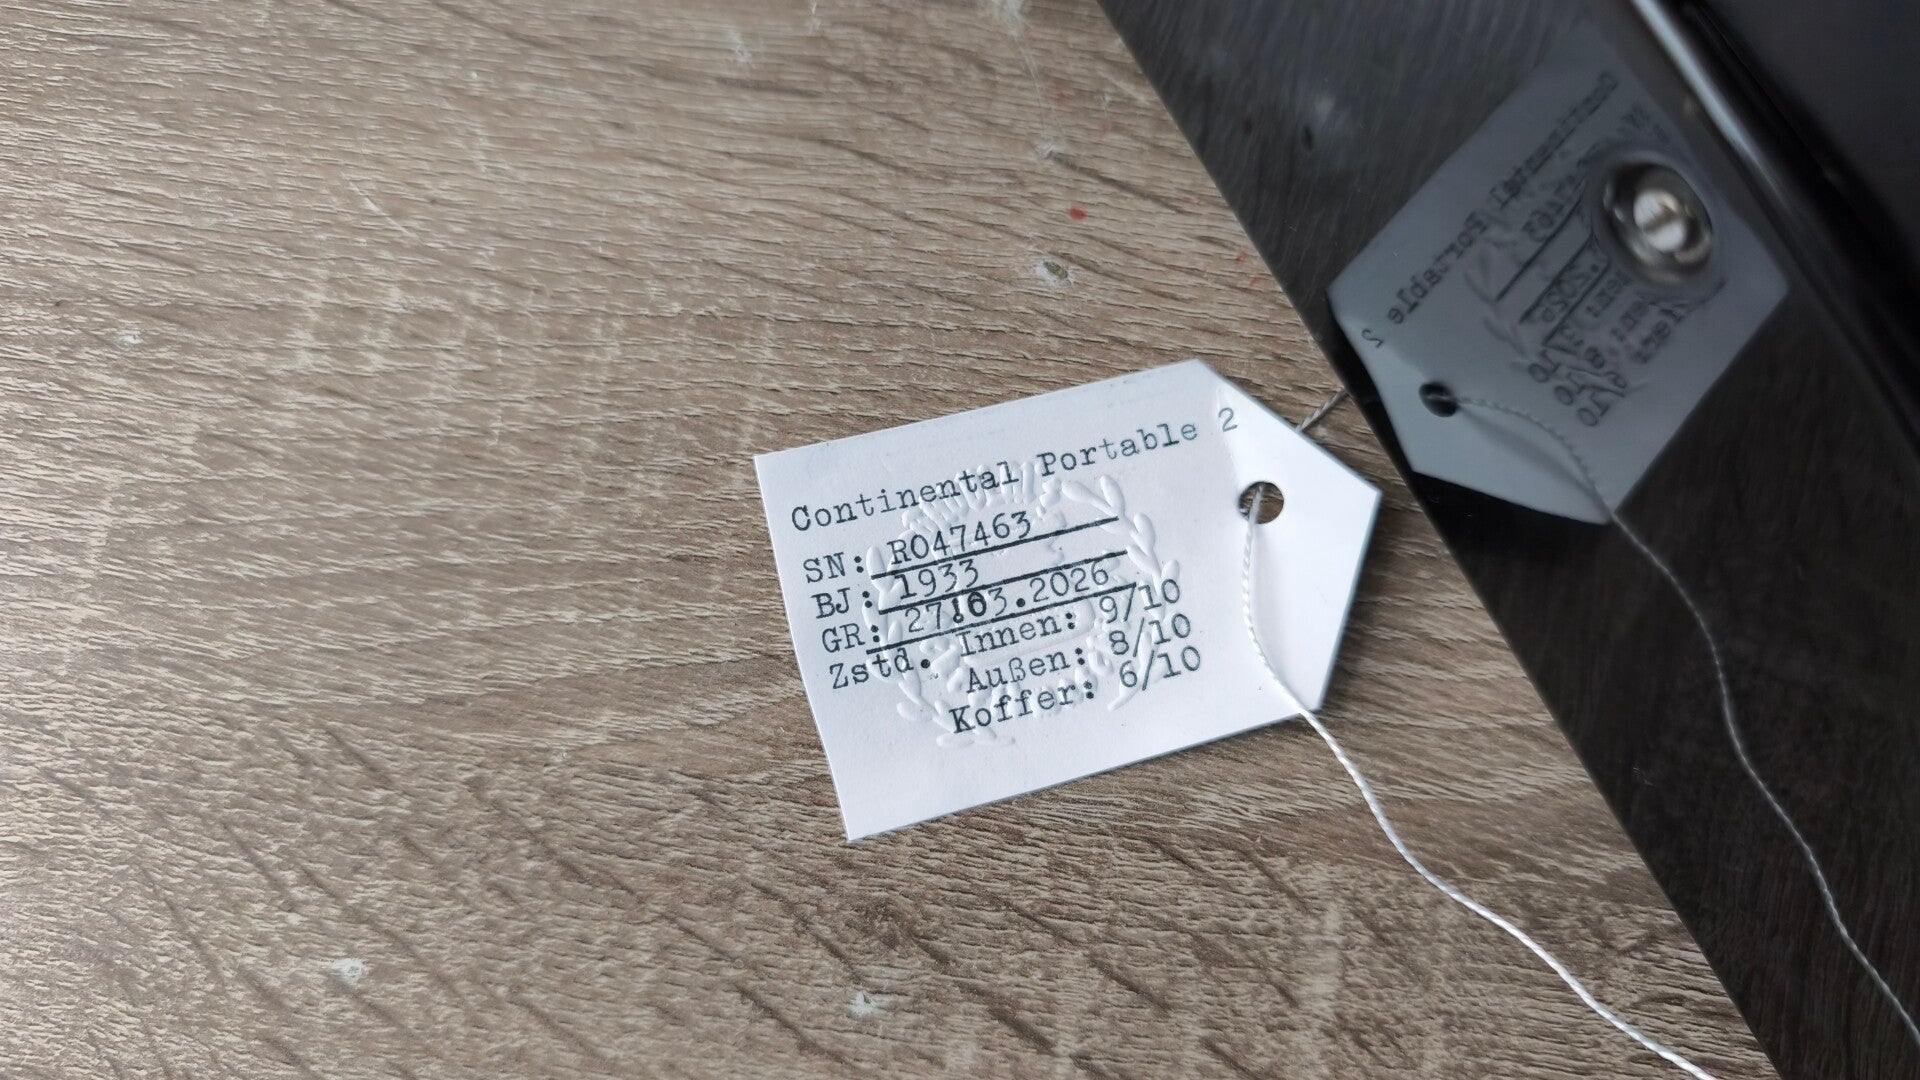 Continental Portable 2
SN: R047463
BJ: 1933
GR: 27.03.2026
Zstd. Innen: 9/10
Außen: 8/10
Koffer: 6/10